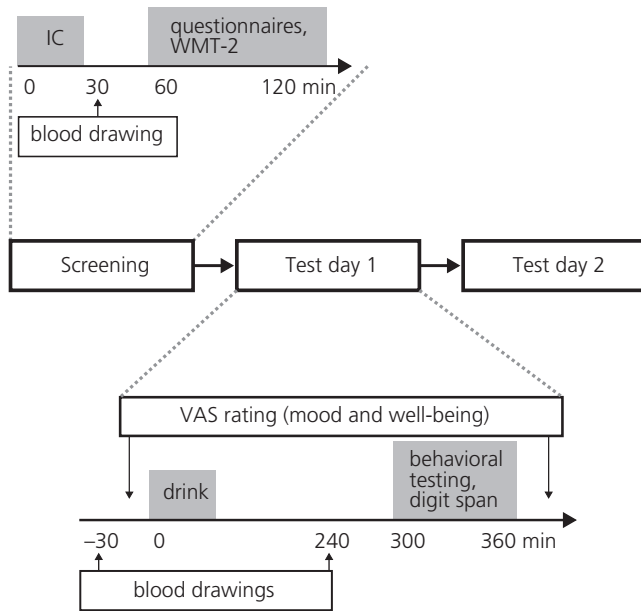 IC
questionnaires,
WMT-2
0 30 60 120 min
blood drawing
Screening
Test day 1
Test day 2
VAS rating (mood and well-being)
drink
behavioral
testing,
digit span
–30 0 240 300 360 min
blood drawings